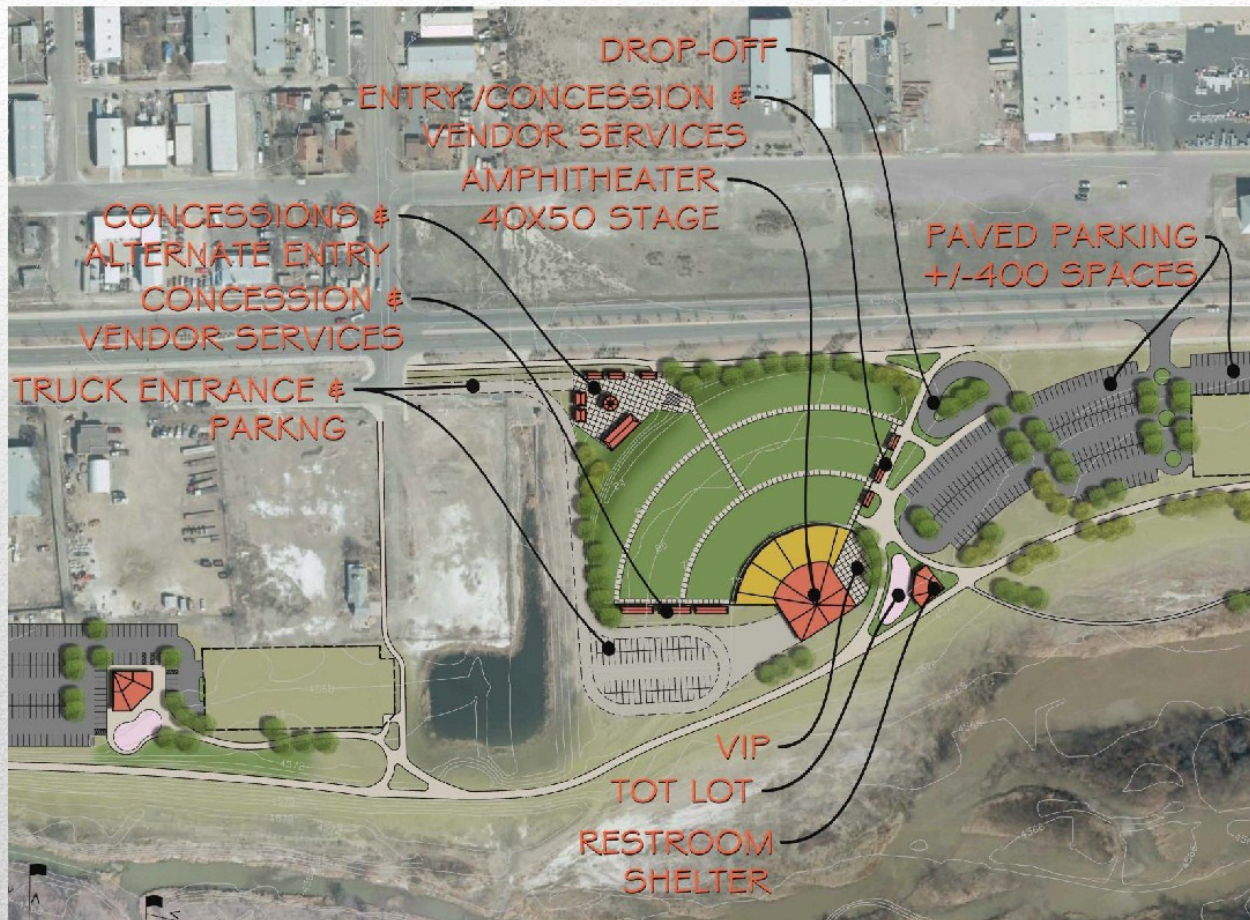 DROP-OFF
ENTRY /CONCESSION &
VENDOR SERVICES
AMPHITHEATER
40X50 STAGE
CONCESSIONS &
ALTERNATE ENTRY
PAVED PARKING
+/-400 SPACES
CONCESSION &
VENDOR SERVICES
TRUCK ENTRANCE &
PARKNG
VIP
TOT LOT
RESTROOM
SHELTER